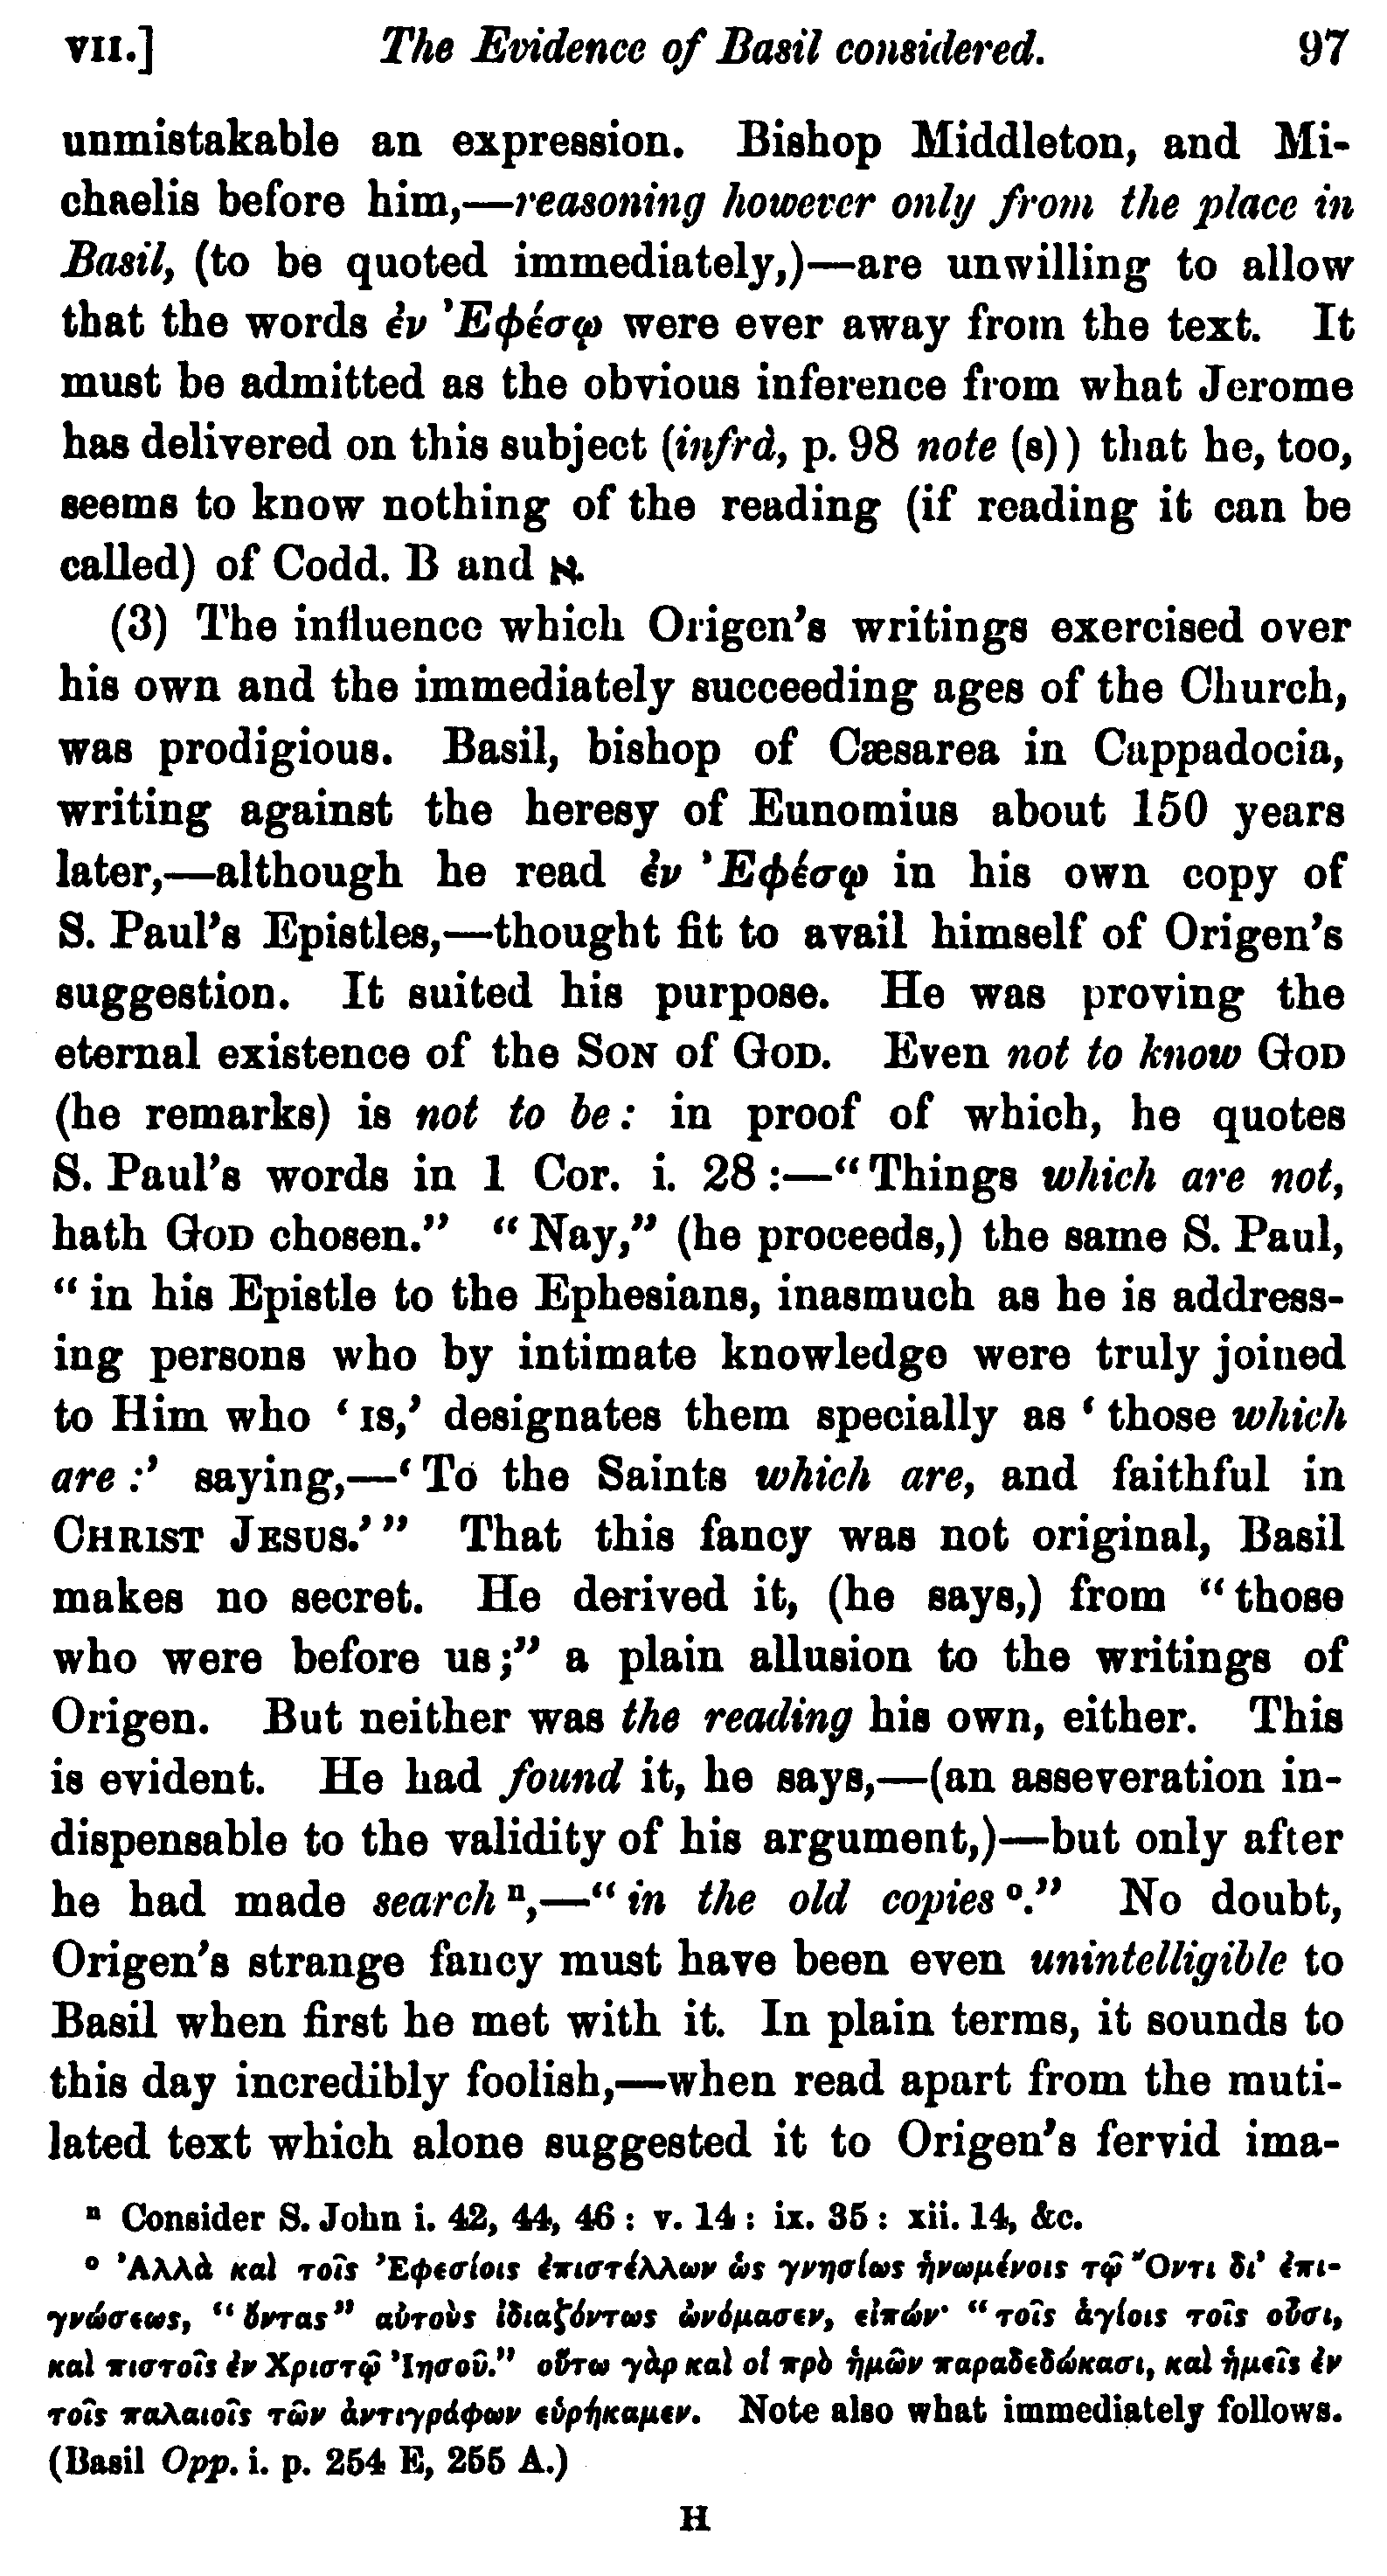 VII.] The Evidence of Basil considered. 97
unmistakable an expression. Bishop Middleton, and Mi-
chaelis before him,—reasoning however only from the place in
Basil, (to be quoted immediately,)—are unwilling to allow
that the words ἐν Ἐφέσῳ were ever away from the text. It
must be admitted as the obvious inference from what Jerome
has delivered on this subject (infrà, p. 98 note (s)) that he, too,
seems to know nothing of the reading (if reading it can be
called) of Codd. B and א.
(3) The influence which Origen's writings exercised over
his own and the immediately succeeding ages of the Church,
was prodigious. Basil, bishop of Cæsarea in Cappadocia,
writing against the heresy of Eunomius about 150 years
later,—although he read ἐν Ἐφέσῳ in his own copy of
S. Paul's Epistles,—thought fit to avail himself of Origen's
suggestion. It suited his purpose. He was proving the
eternal existence of the SON of GOD. Even not to know GOD
(he remarks) is not to be: in proof of which, he quotes
S. Paul's words in 1 Cor. i. 28:—“Things which are not,
hath GOD chosen.” “Nay,” (he proceeds,) the same S. Paul,
“in his Epistle to the Ephesians, inasmuch as he is address-
ing persons who by intimate knowledge were truly joined
to Him who ‘IS,’ designates them specially as ‘those which
are:’ saying,—‘To the Saints which are, and faithful in
CHRIST JESUS.’” That this fancy was not original, Basil
makes no secret. He derived it, (he says,) from “those
who were before us;” a plain allusion to the writings of
Origen. But neither was the reading his own, either. This
is evident. He had found it, he says,—(an asseveration in-
dispensable to the validity of his argument,)—but only after
he had made search n,—“in the old copies o.” No doubt,
Origen's strange fancy must have been even unintelligible to
Basil when first he met with it. In plain terms, it sounds to
this day incredibly foolish,—when read apart from the muti-
lated text which alone suggested it to Origen's fervid ima-
n Consider S. John i. 42, 44, 46: v. 14: ix. 35: xii. 14, &c.
o Ἀλλὰ καὶ τοῖς Ἐφεσίοις ἐπιστέλλων ὡς γνησίως ἡνωμένοις τῷ Ὄντι δι' ἐπι-
γνώσεως, “ὄντας” αὐτοὺς ἰδιαζόντως ὠνόμασεν, εἰπών· “τοῖς ἁγίοις τοῖς οὖσι,
καὶ πιστοῖς ἐν Χριστῷ Ἰησοῦ.” οὕτω γὰρ καὶ οἱ πρὸ ἡμῶν παραδεδώκασι, καὶ ἡμεῖς ἐν
τοῖς παλαιοῖς τῶν ἀντιγράφων εὑρήκαμεν. Note also what immediately follows.
(Basil Opp. i. p. 254 E, 255 A.)
H